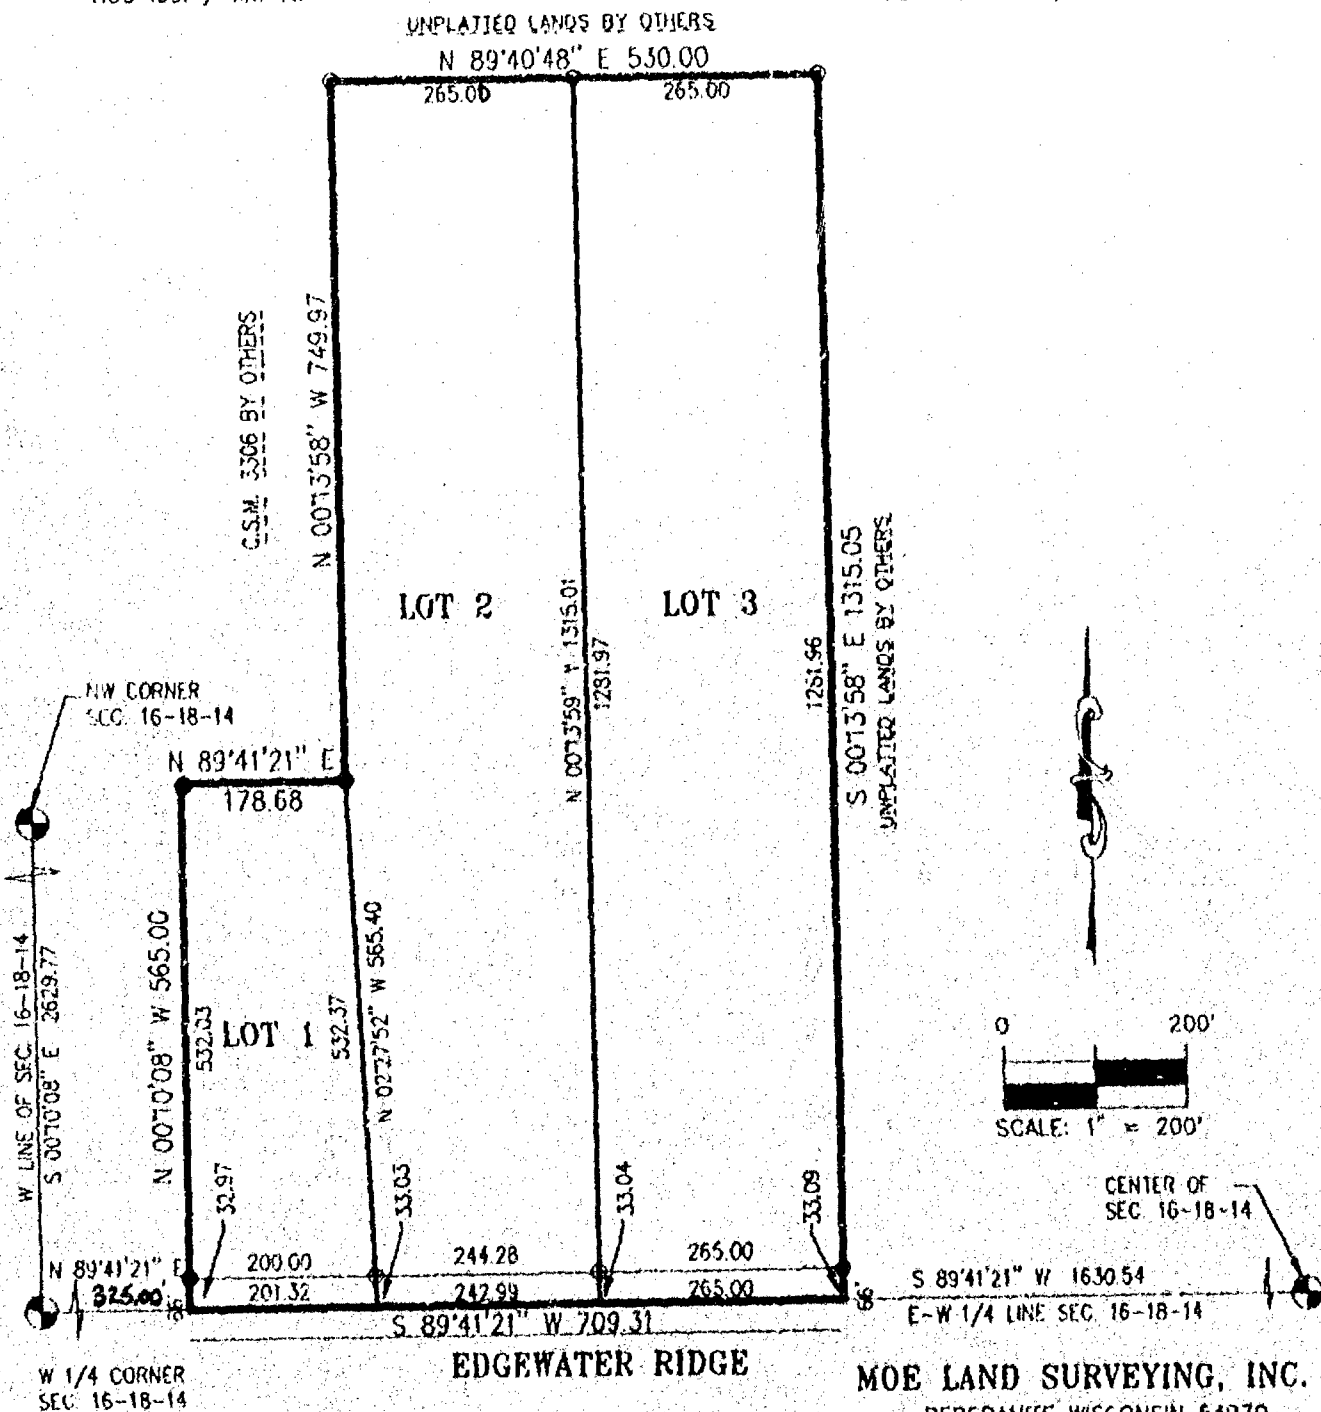 UNPLATTED LANDS BY OTHERS
N 89°40'48" E 530.00
265.00
265.00
C.S.M. 3306 BY OTHERS
N 00°13'58" W 749.97
LOT 2
LOT 3
N 00°13'59" W 1315.01
1281.97
1281.96
S 00°13'58" E 1315.05
UNPLATTED LANDS BY OTHERS
NW CORNER
SEC. 16-18-14
N 89°41'21" E
178.68
W LINE OF SEC. 16-18-14
S 00°10'08" E 2629.77
N 00°10'08" W 565.00
532.03
LOT 1
532.37
N 02°27'52" W 565.40
0 200'
SCALE: 1" = 200'
32.97
33.03
33.04
33.09
CENTER OF
SEC 16-18-14
N 89°41'21" E
325.00'
200.00
244.28
265.00
201.32
242.99
265.00
66'
66'
S 89°41'21" W 709.31
S 89°41'21" W 1630.54
E-W 1/4 LINE SEC. 16-18-14
EDGEWATER RIDGE
W 1/4 CORNER
SEC 16-18-14
MOE LAND SURVEYING, INC.
WISCONSIN 54970